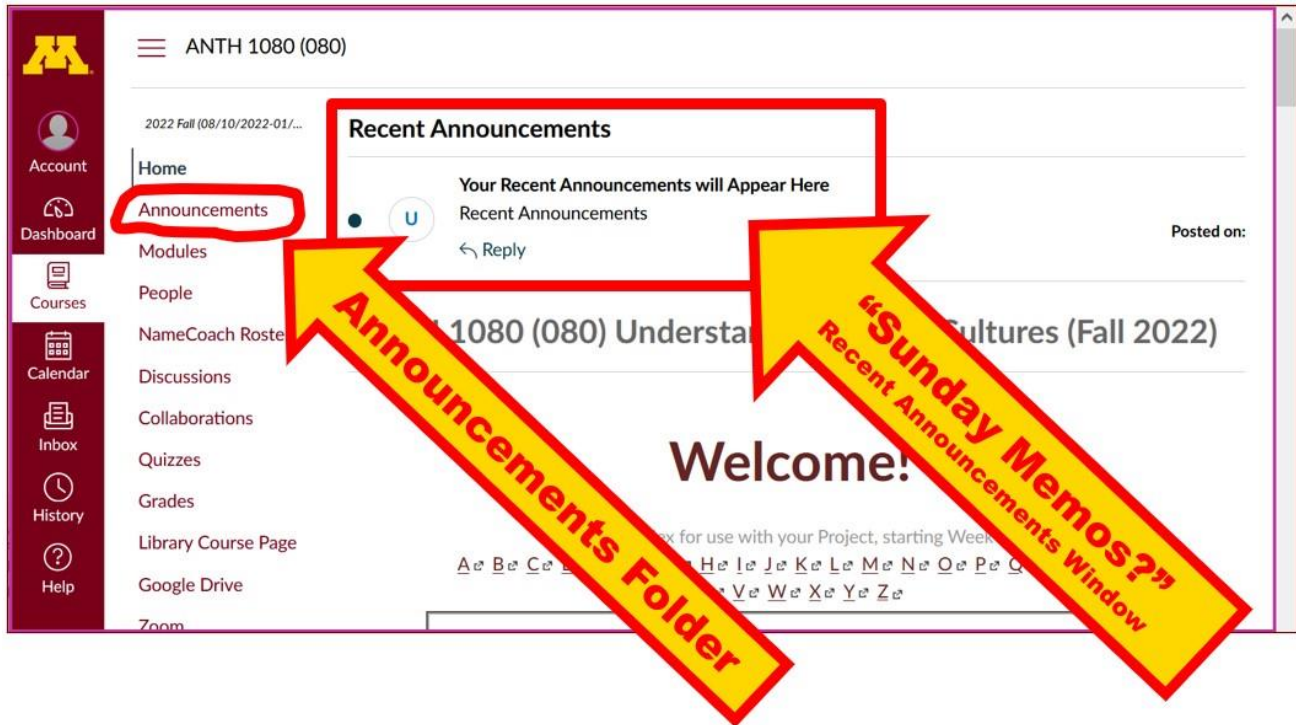 M
ANTH 1080 (080)
Account
Dashboard
Courses
Calendar
Inbox
History
Help
2022 Fall (08/10/2022-01/...
Home
Announcements
Modules
People
NameCoach Roste
Discussions
Collaborations
Quizzes
Grades
Library Course Page
Google Drive
Zoom
Recent Announcements
U
Your Recent Announcements will Appear Here
Recent Announcements
Reply
Posted on:
1080 (080) Understa ultures (Fall 2022)
Welcome!
for use with your Project, starting Week
A B C H I J K L M N O P Q
V W X Y Z
Announcements Folder
“Sunday Memos?”
Recent Announcements Window